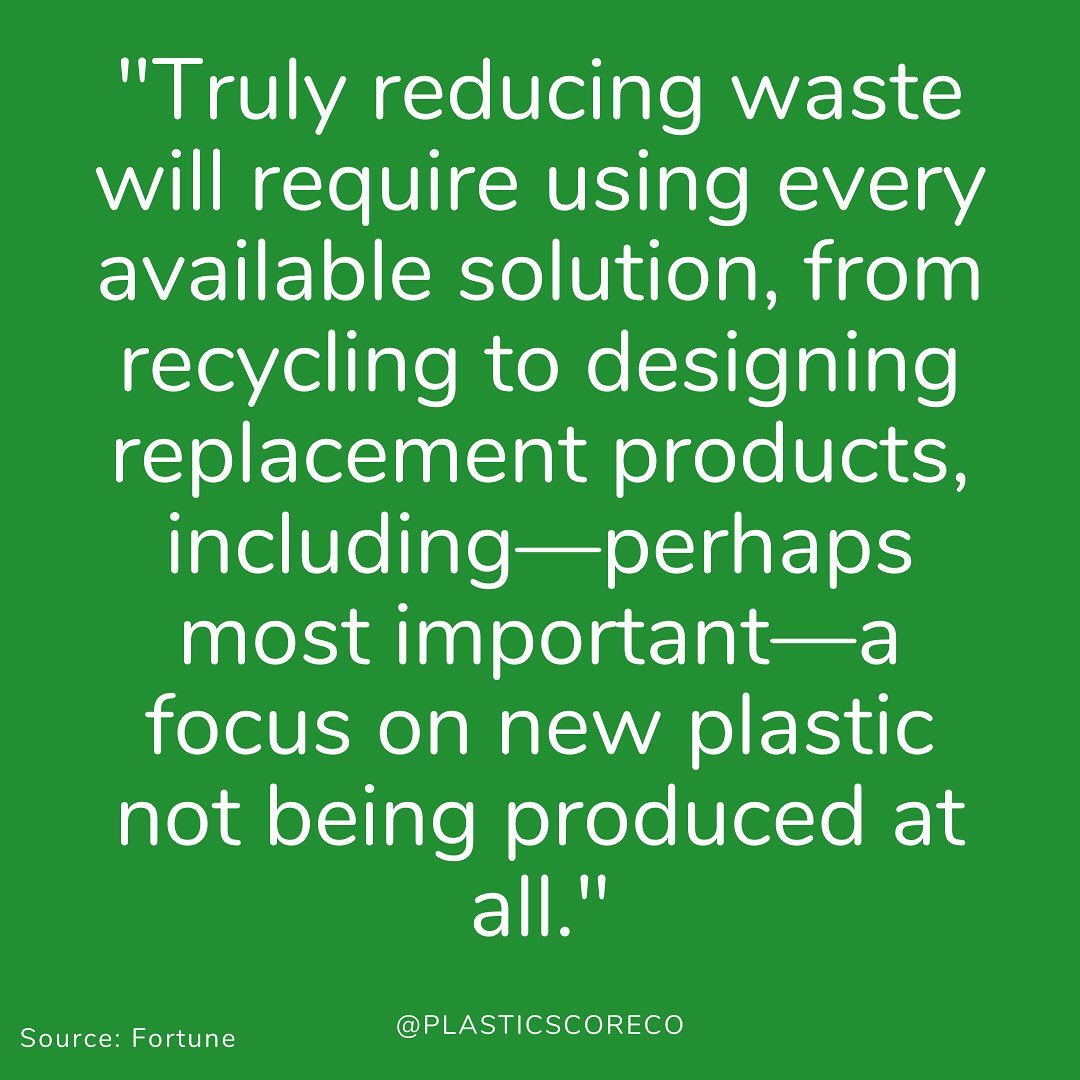 "Truly reducing waste
will require using every
available solution, from
recycling to designing
replacement products,
including—perhaps
most important—a
focus on new plastic
not being produced at
all."
@PLASTICSCORECO
Source: Fortune